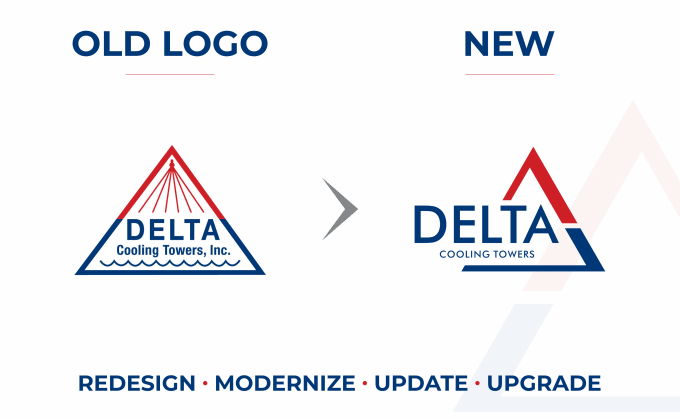 OLD LOGO
NEW
DELTA
Cooling Towers, Inc.
DELTA
COOLING TOWERS
REDESIGN • MODERNIZE • UPDATE • UPGRADE